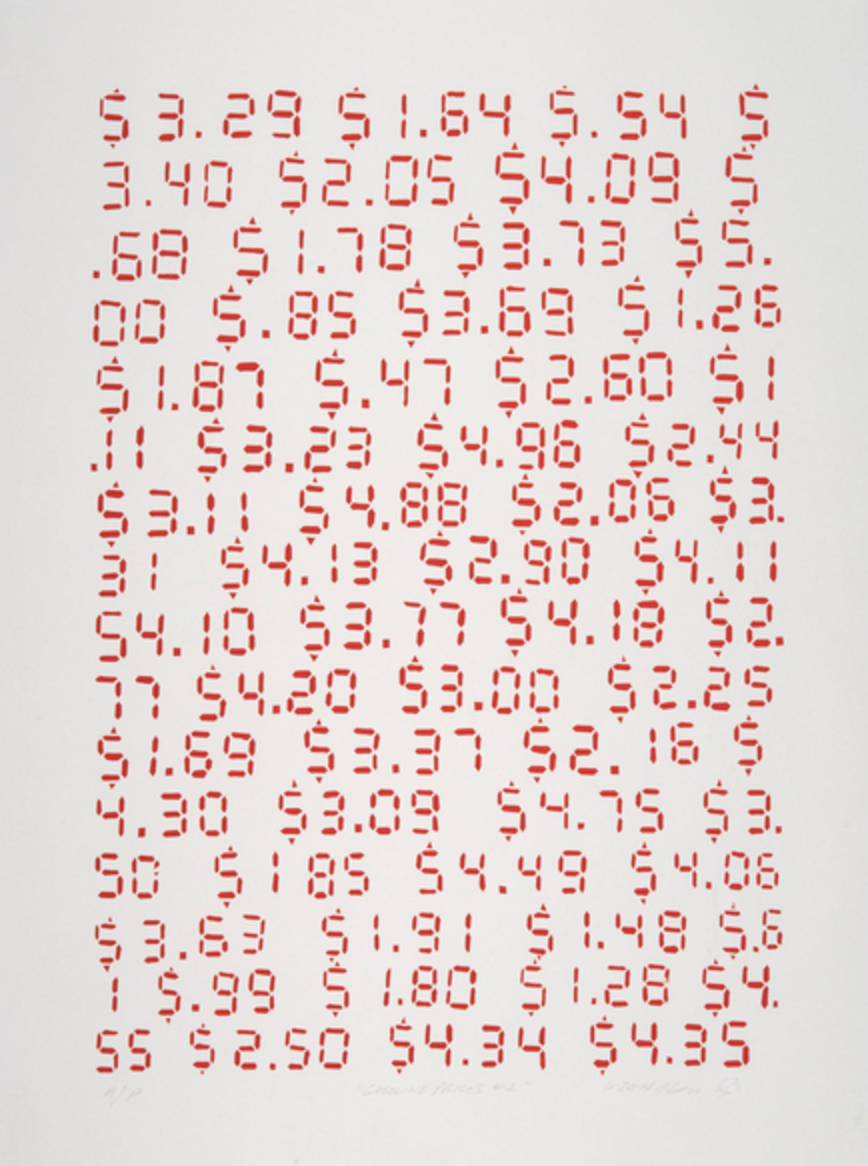 $ 3.29 $1.64 $.54 $
3.40 $2.05 $4.09 $
.68 $1.78 $3.73 $5.
00 $.85 $3.69 $1.26
$1.87 $.47 $2.60 $1
.11 $3.23 $4.96 $2.44
$3.11 $4.88 $2.06 $3.
31 $4.13 $2.90 $4.11
54.10 $3.77 $4.18 $2.
77 $4.20 $3.00 $2.25
$1.69 $3.37 $2.16 $
4.30 $3.09 $4.75 $3.
50 $185 $4.49 $4.06
$3.63 $1.91 $1.48 $.6
1 $.99 $1.80 $1.28 $4.
55 $2.50 $4.34 $4.35
A/P "GASOLINE PRICES #2"